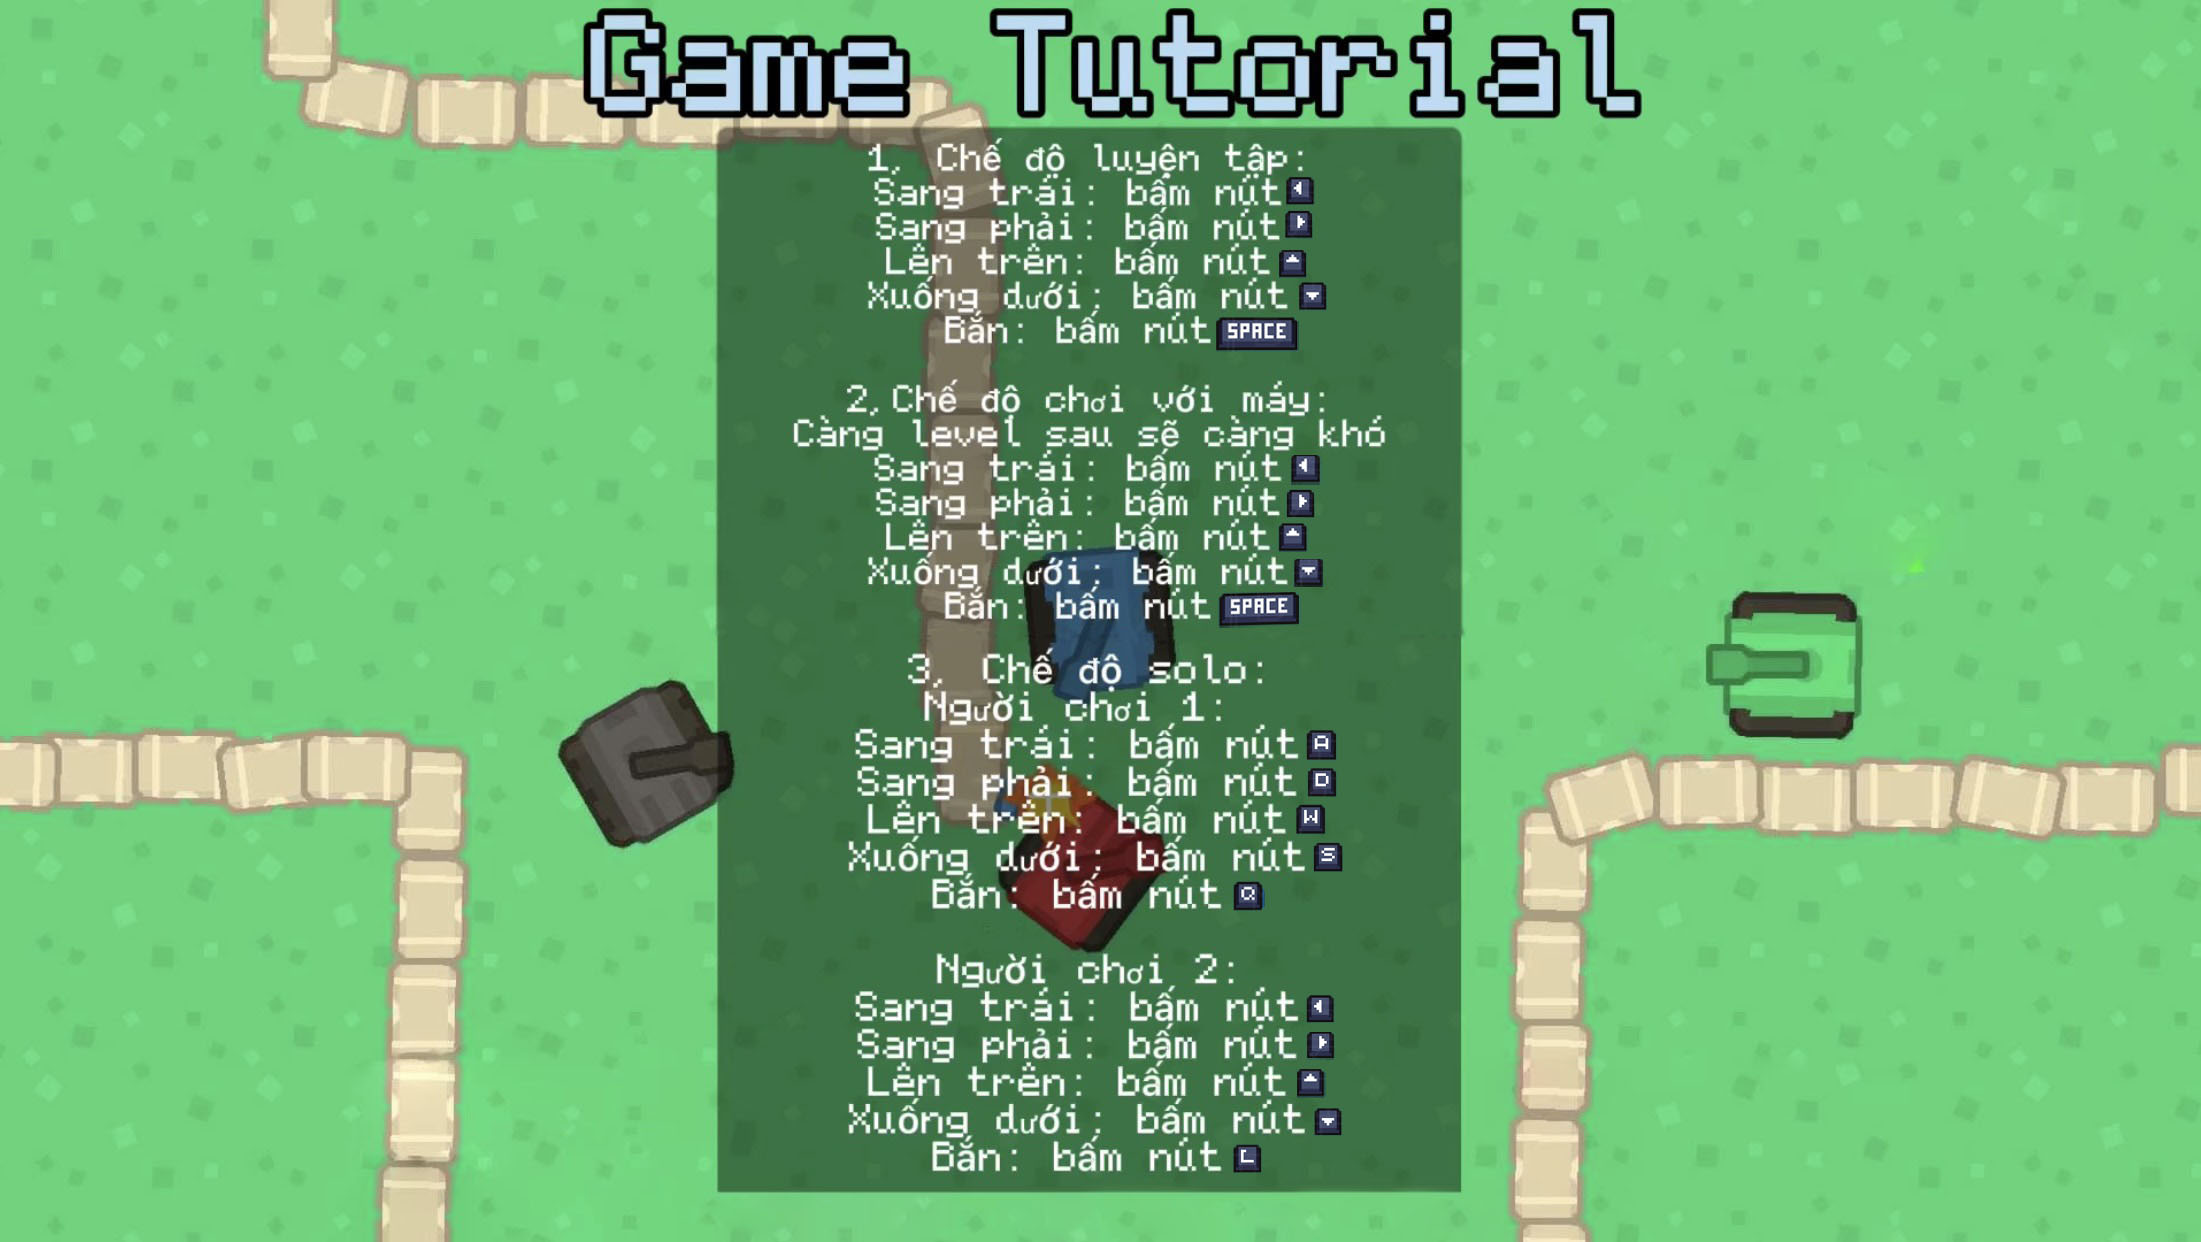 Game Tutorial
1, Chế độ luyện tập:
Sang trái: bấm nút
Sang phải: bấm nút
Lên trên: bấm nút
Xuống dưới: bấm nút
Bắn: bấm nút SPACE
2,Chế độ chơi với máy:
Càng level sau sẽ càng khó
Sang trái: bấm nút
Sang phải: bấm nút
Lên trên: bấm nút
Xuống dưới: bấm nút
Bắn: bấm nút SPACE
3, Chế độ solo:
Người chơi 1:
Sang trái: bấm nút A
Sang phải: bấm nút D
Lên trên: bấm nút W
Xuống dưới: bấm nút S
Bắn: bấm nút Q
Người chơi 2:
Sang trái: bấm nút
Sang phải: bấm nút
Lên trên: bấm nút
Xuống dưới: bấm nút
Bắn: bấm nút L